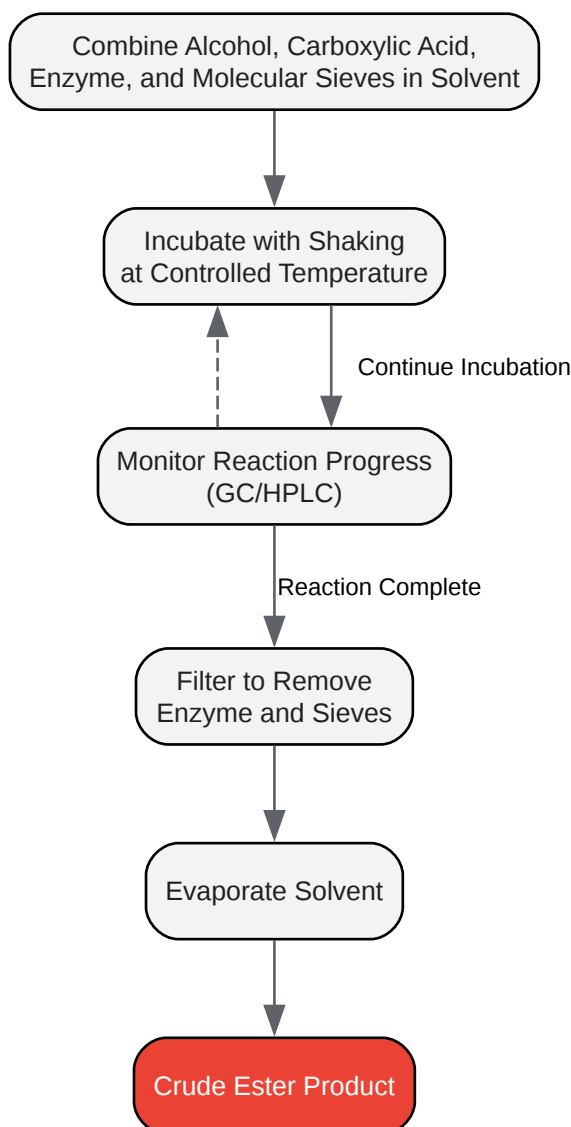 Combine Alcohol, Carboxylic Acid,
Enzyme, and Molecular Sieves in Solvent
Incubate with Shaking
at Controlled Temperature
Continue Incubation
Monitor Reaction Progress
(GC/HPLC)
Reaction Complete
Filter to Remove
Enzyme and Sieves
Evaporate Solvent
Crude Ester Product